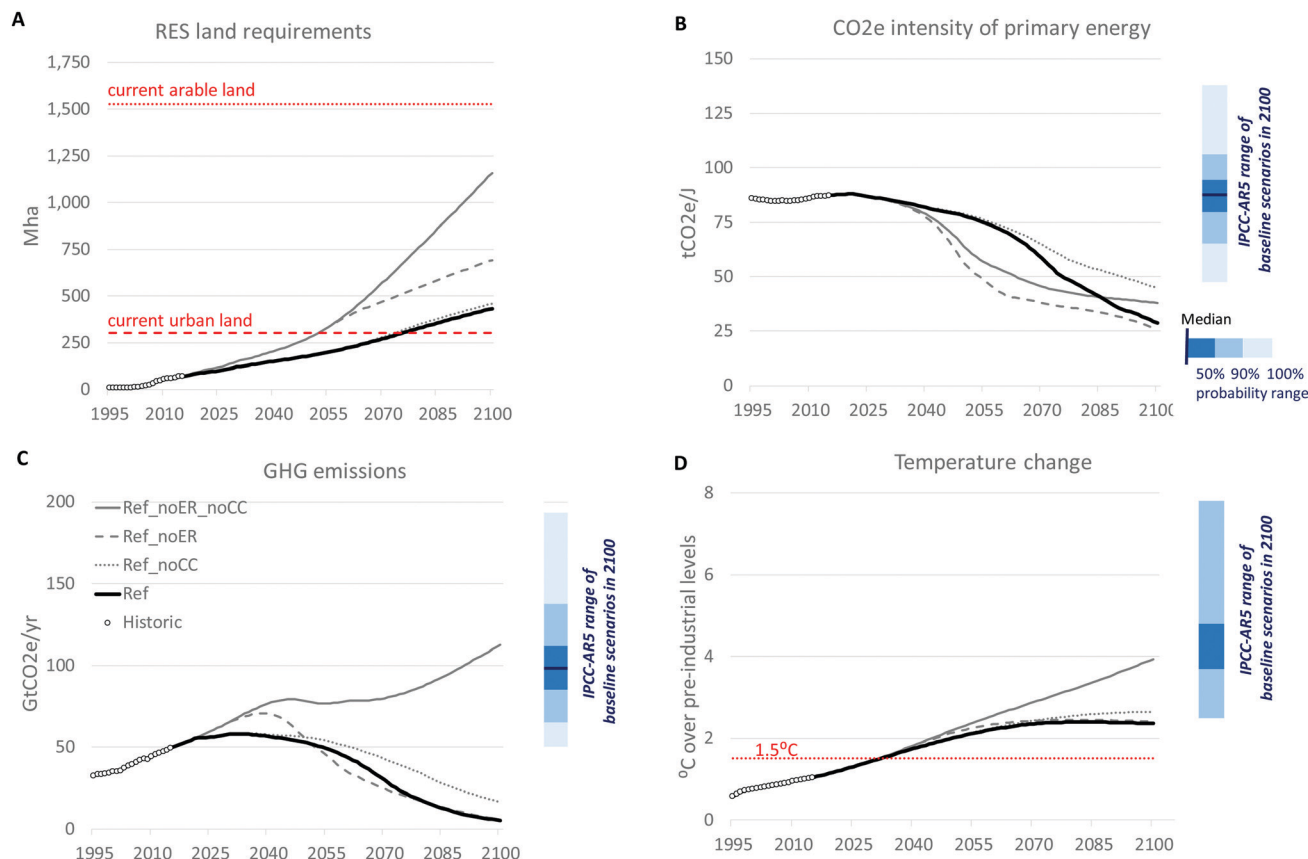 A
RES land requirements
1,750
1,500
1,250
1,000
750
500
250
0
Mha
current arable land
current urban land
1995 2010 2025 2040 2055 2070 2085 2100
B
CO2e intensity of primary energy
150
125
100
75
50
25
0
tCO2e/J
1995 2010 2025 2040 2055 2070 2085 2100
IPCC-AR5 range of
baseline scenarios in 2100
Median
50% 90% 100%
probability range
C
GHG emissions
200
150
100
50
0
GtCO2e/yr
Ref_noER_noCC
Ref_noER
Ref_noCC
Ref
Historic
1995 2010 2025 2040 2055 2070 2085 2100
IPCC-AR5 range of
baseline scenarios in 2100
D
Temperature change
8
6
4
2
0
⁰C over pre-industrial levels
1.5⁰C
1995 2010 2025 2040 2055 2070 2085 2100
IPCC-AR5 range of
baseline scenarios in 2100